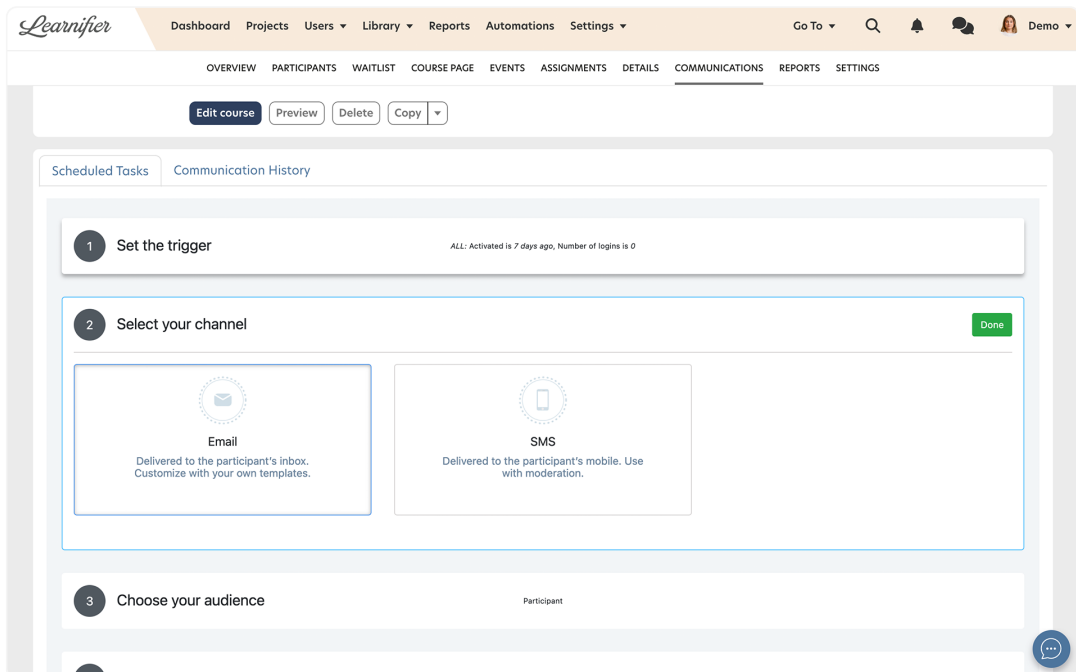 Learnifier
Dashboard Projects Users Library Reports Automations Settings Go To Demo
OVERVIEW PARTICIPANTS WAITLIST COURSE PAGE EVENTS ASSIGNMENTS DETAILS COMMUNICATIONS REPORTS SETTINGS
Edit course Preview Delete Copy
Scheduled Tasks Communication History
1 Set the trigger ALL: Activated is 7 days ago, Number of logins is 0
2 Select your channel Done
Email
Delivered to the participant's inbox.
Customize with your own templates.
SMS
Delivered to the participant's mobile. Use
with moderation.
3 Choose your audience Participant